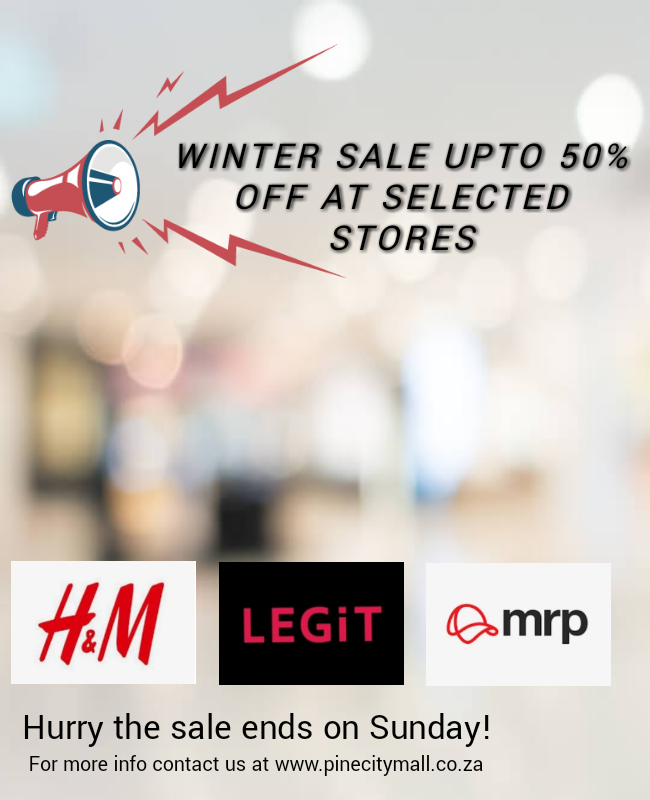 WINTER SALE UPTO 50%
OFF AT SELECTED
STORES
H&M
LEGiT
mrp
Hurry the sale ends on Sunday!
For more info contact us at www.pinecitymall.co.za